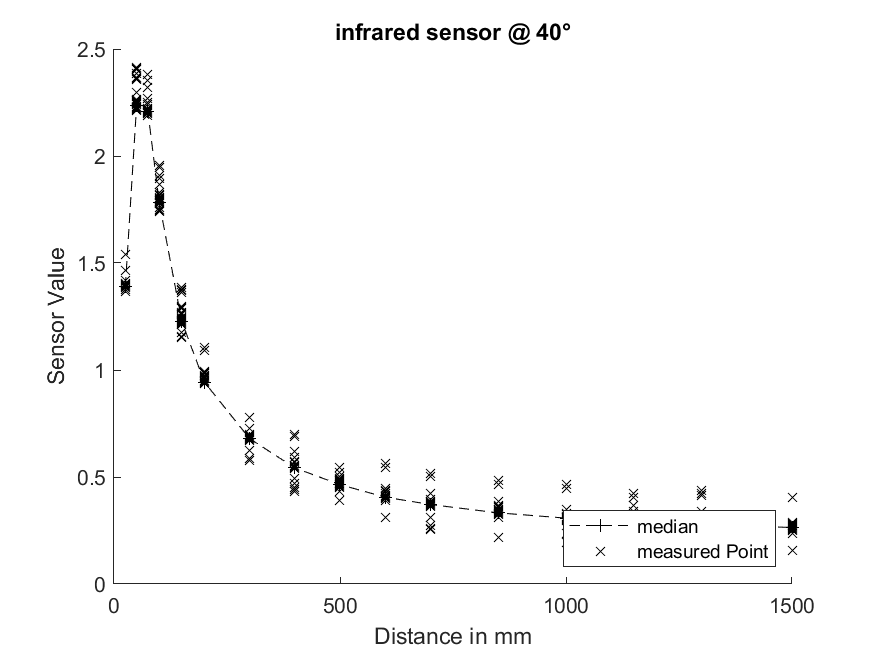 infrared sensor @ 40°
2.5
2
1.5
1
0.5
0
Sensor Value
median
measured Point
0 500 1000 1500
Distance in mm